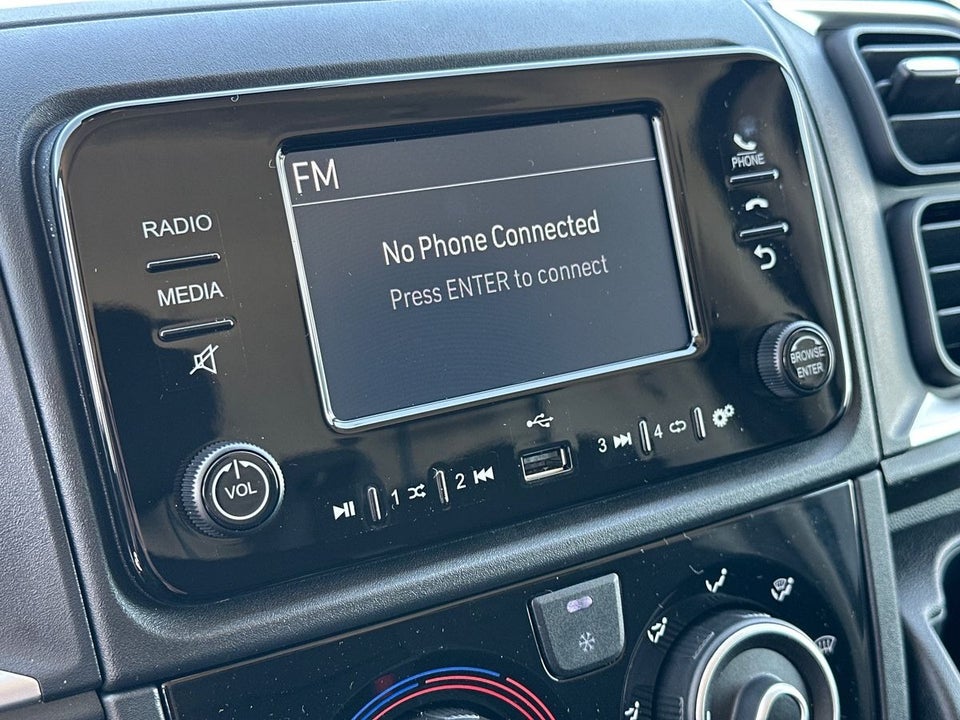 FM
No Phone Connected
Press ENTER to connect
RADIO
MEDIA
PHONE
BROWSE
ENTER
VOL
1
2
3
4